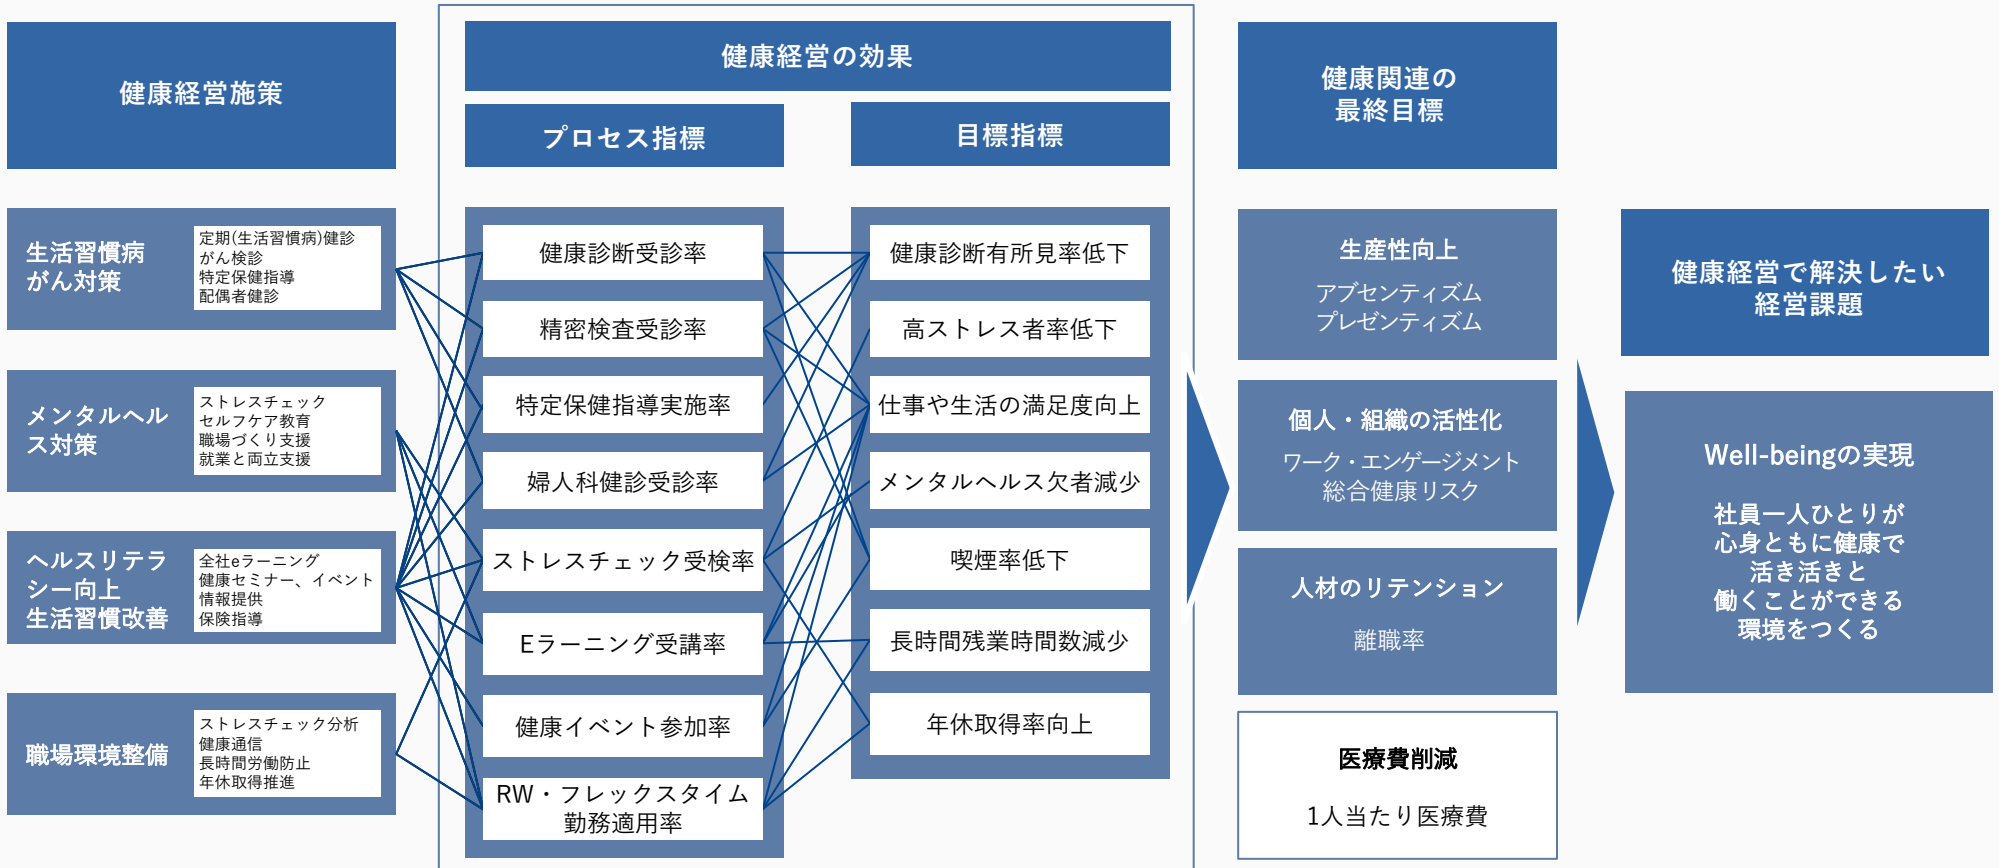 健康経営施策
健康経営の効果
プロセス指標
目標指標
健康関連の
最終目標
生活習慣病
がん対策
定期(生活習慣病)健診
がん検診
特定保健指導
配偶者健診
メンタルヘル
ス対策
ストレスチェック
セルフケア教育
職場づくり支援
就業と両立支援
ヘルスリテラ
シー向上
生活習慣改善
全社eラーニング
健康セミナー、イベント
情報提供
保険指導
職場環境整備
ストレスチェック分析
健康通信
長時間労働防止
年休取得推進
健康診断受診率
精密検査受診率
特定保健指導実施率
婦人科健診受診率
ストレスチェック受検率
Eラーニング受講率
健康イベント参加率
RW・フレックスタイム
勤務適用率
健康診断有所見率低下
高ストレス者率低下
仕事や生活の満足度向上
メンタルヘルス欠者減少
喫煙率低下
長時間残業時間数減少
年休取得率向上
生産性向上
アブセンティズム
プレゼンティズム
個人・組織の活性化
ワーク・エンゲージメント
総合健康リスク
人材のリテンション
離職率
医療費削減
1人当たり医療費
健康経営で解決したい
経営課題
Well-beingの実現
社員一人ひとりが
心身ともに健康で
活き活きと
働くことができる
環境をつくる